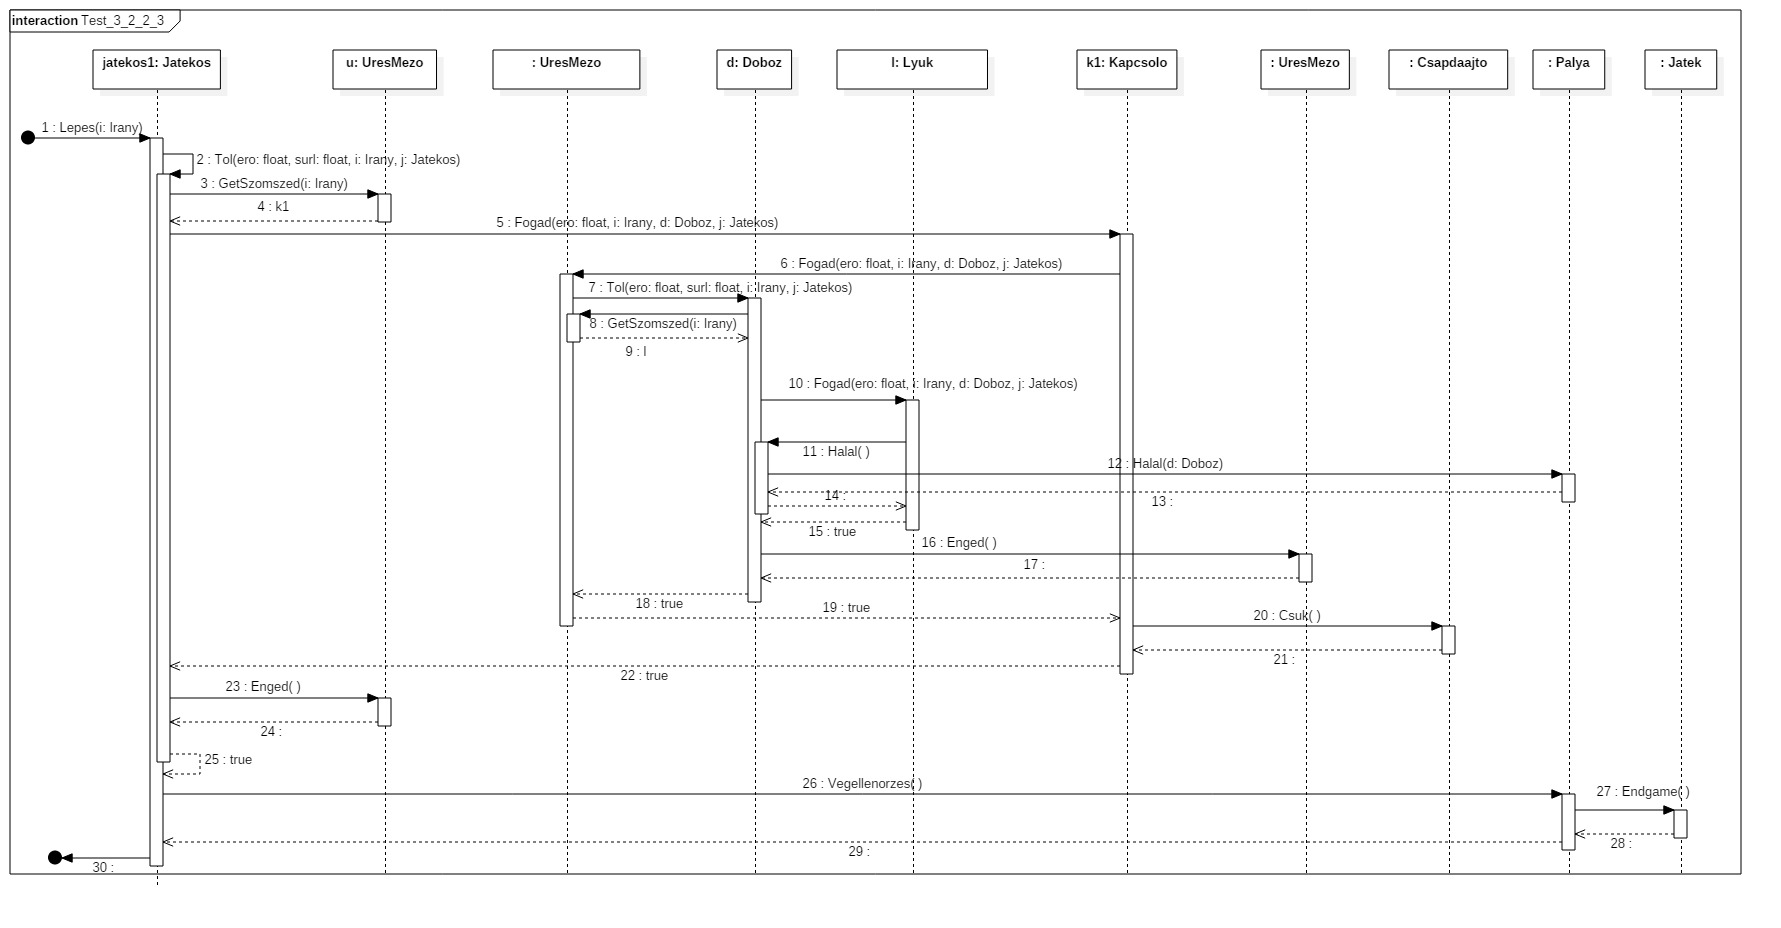 interaction Test_3_2_2_3
jatekos1: Jatekos
u: UresMezo
: UresMezo
d: Doboz
l: Lyuk
k1: Kapcsolo
: UresMezo
: Csapdaajto
: Palya
: Jatek
1 : Lepes(i: Irany)
2 : Tol(ero: float, surl: float, i: Irany, j: Jatekos)
3 : GetSzomszed(i: Irany)
4 : k1
5 : Fogad(ero: float, i: Irany, d: Doboz, j: Jatekos)
6 : Fogad(ero: float, i: Irany, d: Doboz, j: Jatekos)
7 : Tol(ero: float, surl: float, i: Irany, j: Jatekos)
8 : GetSzomszed(i: Irany)
9 : l
10 : Fogad(ero: float, i: Irany, d: Doboz, j: Jatekos)
11 : Halal( )
12 : Halal(d: Doboz)
13 :
14 :
15 : true
16 : Enged( )
17 :
18 : true
19 : true
20 : Csuk( )
21 :
22 : true
23 : Enged( )
24 :
25 : true
26 : Vegellenorzes( )
27 : Endgame( )
28 :
29 :
30 :